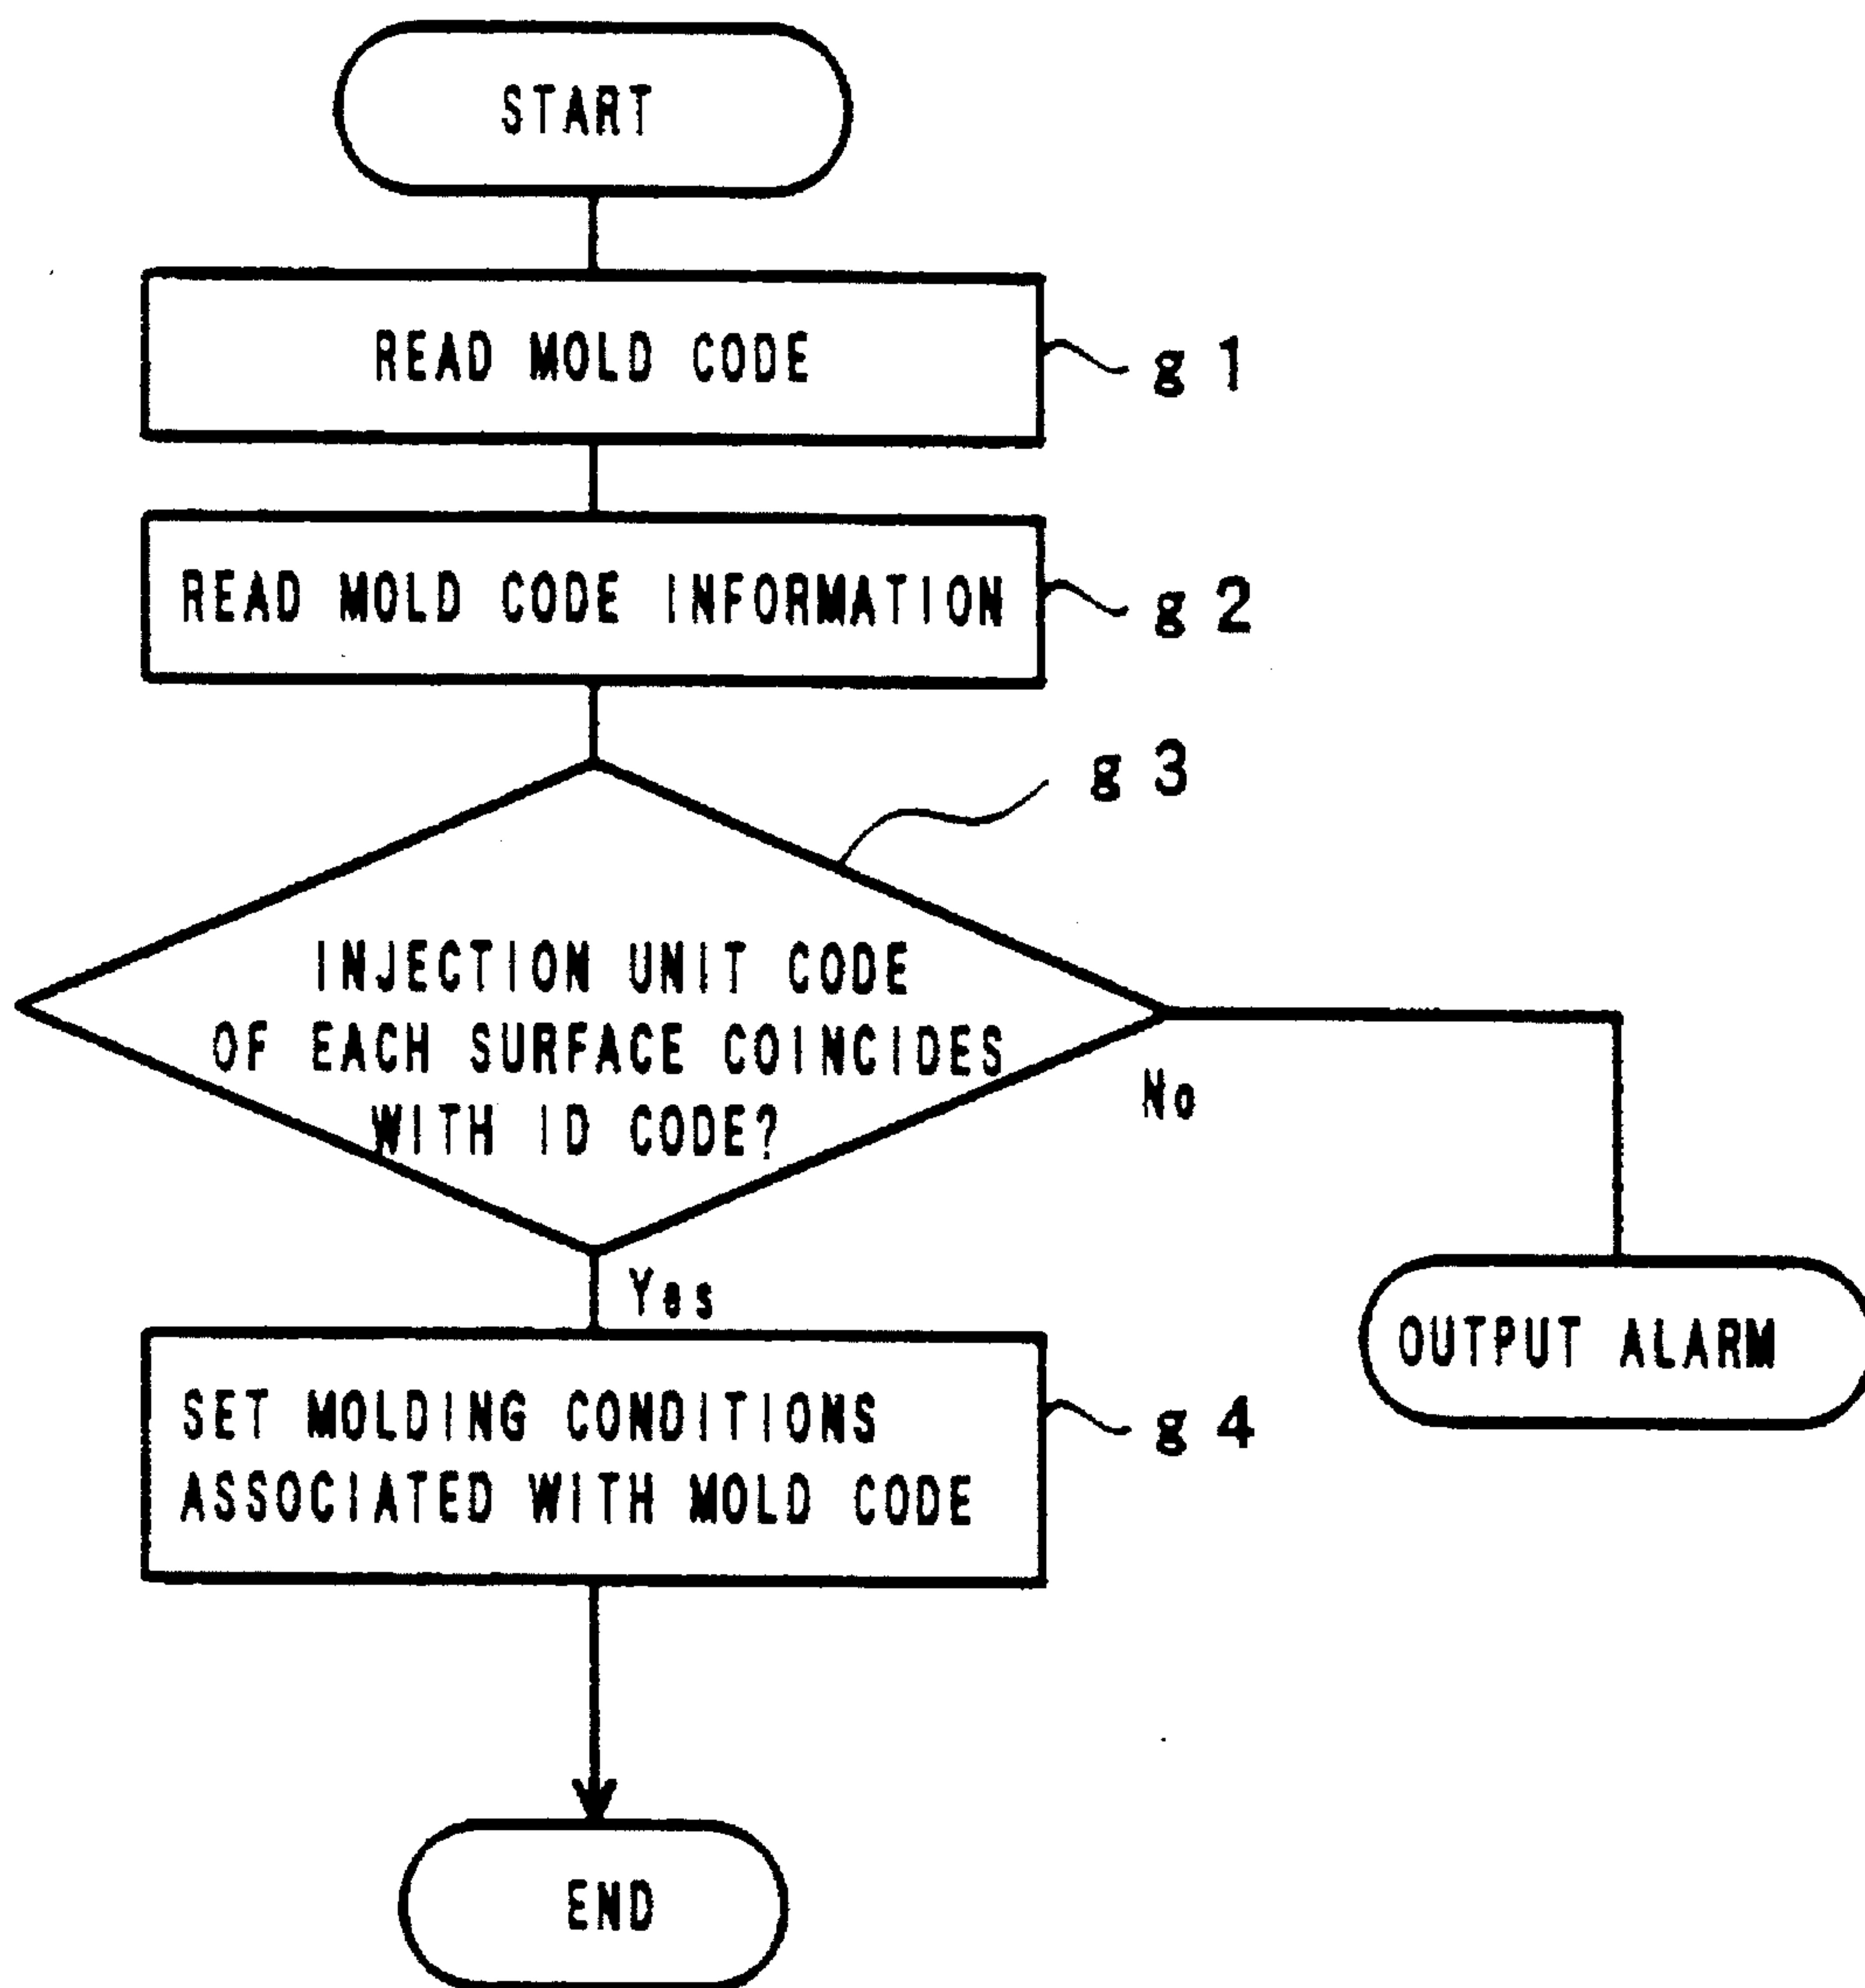 START
READ MOLD CODE
g 1
READ MOLD CODE INFORMATION
g 2
g 3
INJECTION UNIT CODE
OF EACH SURFACE COINCIDES
WITH ID CODE?
No
Yes
OUTPUT ALARM
SET MOLDING CONDITIONS
ASSOCIATED WITH MOLD CODE
g 4
END